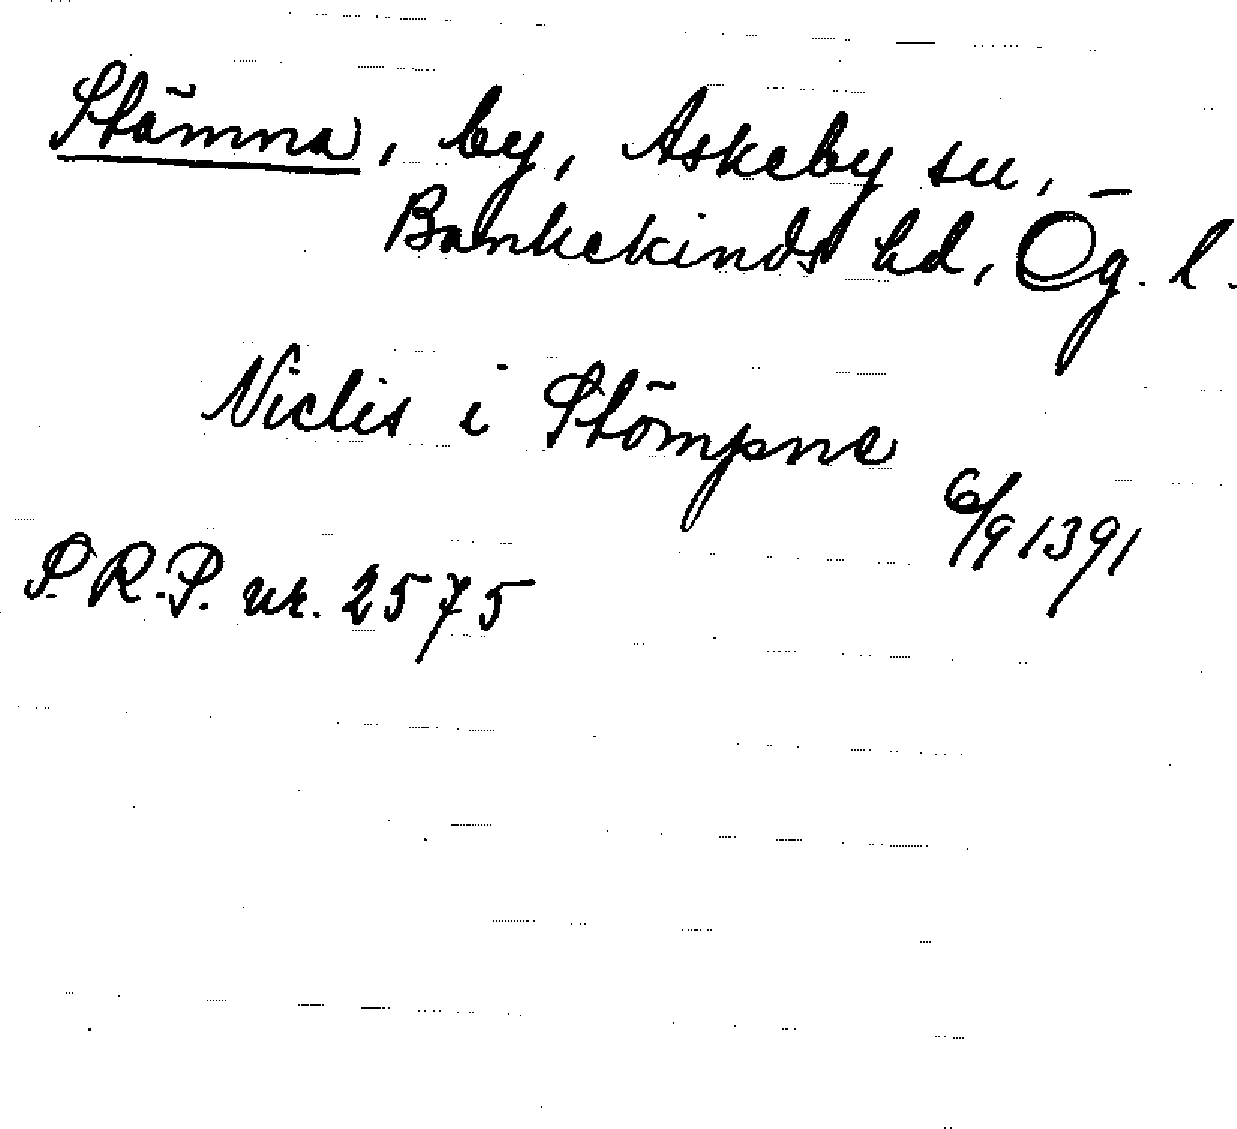 Stämna, by, Askeby sn,
Bankekinds hd, Ög. l.
Niclis i Stömpne
6/9 1391
S.R.P. nr. 2575